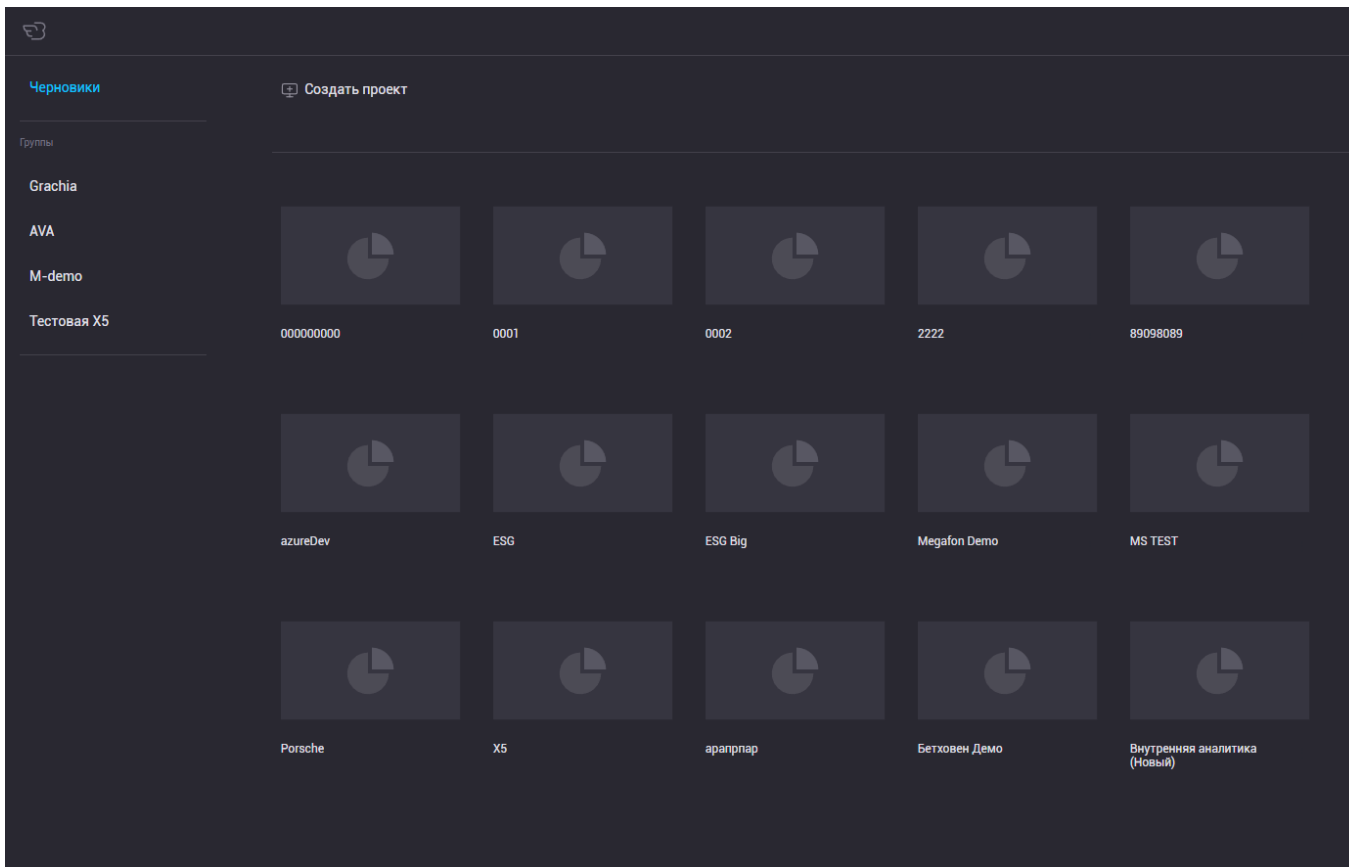 Черновики
Создать проект
Группы
Grachia
AVA
M-demo
Тестовая X5
000000000
0001
0002
2222
89098089
azureDev
ESG
ESG Big
Megafon Demo
MS TEST
Porsche
X5
арапрпар
Бетховен Демо
Внутренняя аналитика
(Новый)